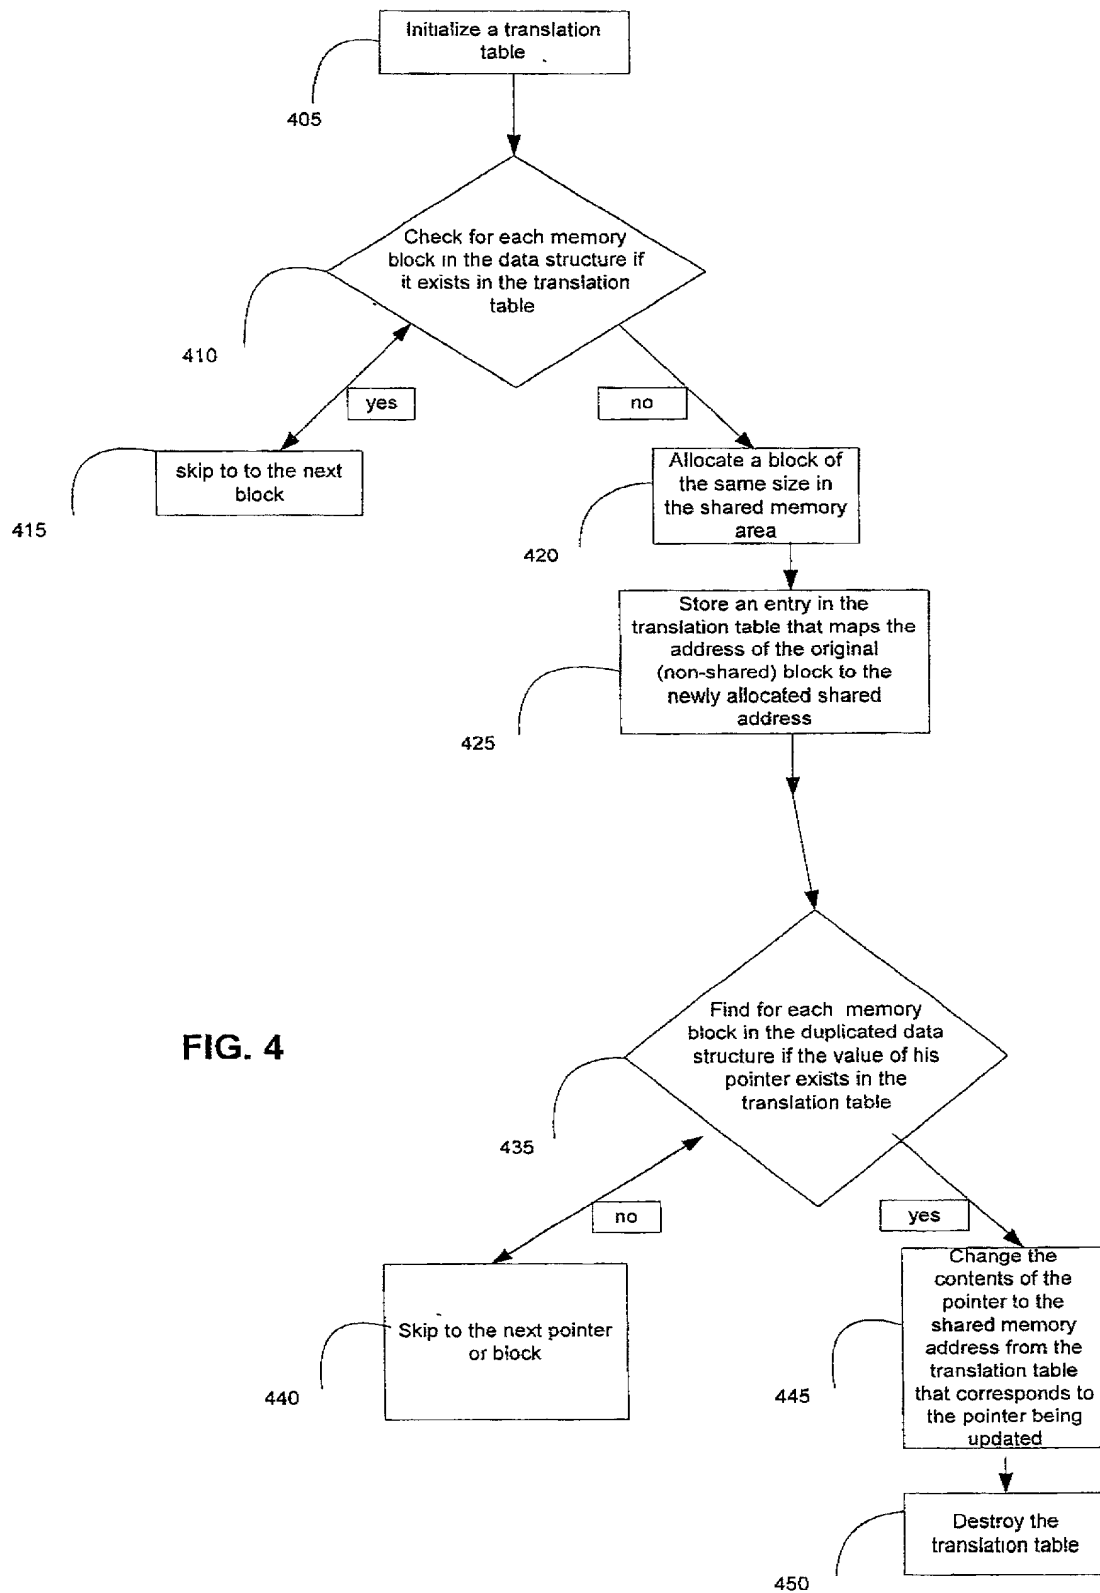 Initialize a translation
table
405
Check for each memory
block in the data structure if
it exists in the translation
table
410
yes
no
skip to to the next
block
415
Allocate a block of
the same size in
the shared memory
area
420
Store an entry in the
translation table that maps the
address of the original
(non-shared) block to the
newly allocated shared
address
425
FIG. 4
Find for each memory
block in the duplicated data
structure if the value of his
pointer exists in the
translation table
435
no
yes
Skip to the next pointer
or block
440
Change the
contents of the
pointer to the
shared memory
address from the
translation table
that corresponds to
the pointer being
updated
445
Destroy the
translation table
450